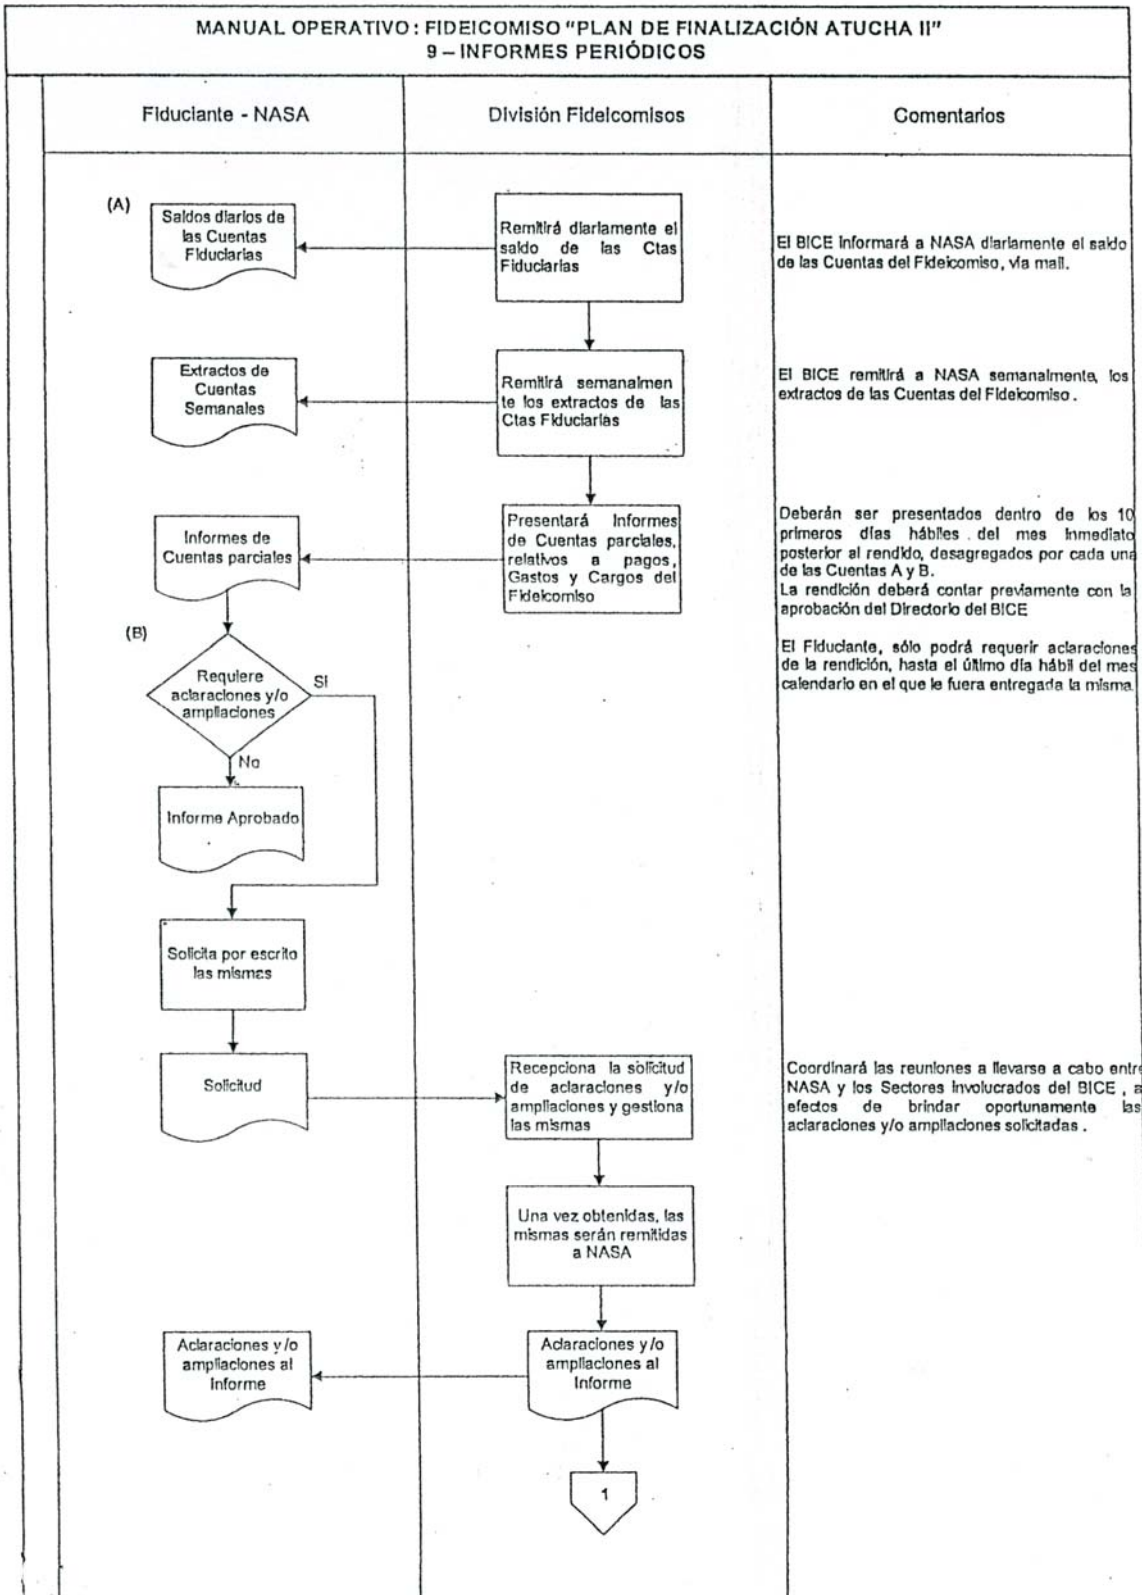 MANUAL OPERATIVO: FIDEICOMISO "PLAN DE FINALIZACIÓN ATUCHA II"
9 – INFORMES PERIÓDICOS
Fiduciante - NASA
División Fideicomisos
Comentarios
(A)
Saldos diarios de
las Cuentas
Fiduciarias
Remitirá diariamente el
saldo de las Ctas
Fiduciarias
El BICE informará a NASA diariamente el saldo
de las Cuentas del Fideicomiso, vía mail.
Extractos de
Cuentas
Semanales
Remitirá semanalmen
te los extractos de las
Ctas Fiduciarias
El BICE remitirá a NASA semanalmente, los
extractos de las Cuentas del Fideicomiso.
Informes de
Cuentas parciales
Presentará Informes
de Cuentas parciales,
relativos a pagos,
Gastos y Cargos del
Fideicomiso
Deberán ser presentados dentro de los 10
primeros días hábiles del mes inmediato
posterior al rendido, desagregados por cada una
de las Cuentas A y B.
La rendición deberá contar previamente con la
aprobación del Directorio del BICE
(B)
Requiere
aclaraciones y/o
ampliaciones
SI
No
El Fiduciante, sólo podrá requerir aclaraciones
de la rendición, hasta el último día hábil del mes
calendario en el que le fuera entregada la misma.
Informe Aprobado
Solicita por escrito
las mismas
Solicitud
Recepciona la solicitud
de aclaraciones y/o
ampliaciones y gestiona
las mismas
Coordinará las reuniones a llevarse a cabo entre
NASA y los Sectores Involucrados del BICE, a
efectos de brindar oportunamente las
aclaraciones y/o ampliaciones solicitadas.
Una vez obtenidas, las
mismas serán remitidas
a NASA
Aclaraciones y/o
ampliaciones al
Informe
Aclaraciones y/o
ampliaciones al
Informe
1